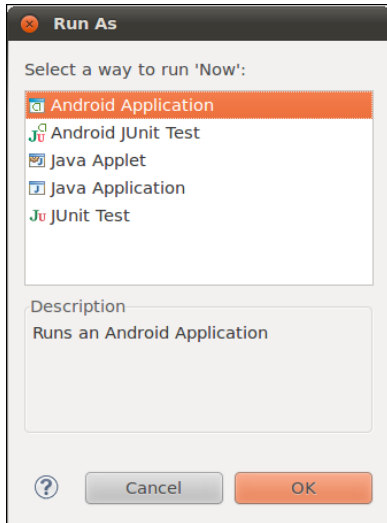 Run As
Select a way to run 'Now':
Android Application
Android JUnit Test
Java Applet
Java Application
JUnit Test
Description
Runs an Android Application
? Cancel OK